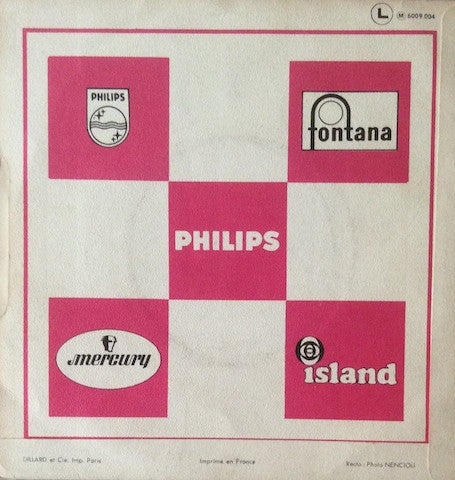 L M 6009.004
PHILIPS
fontana
PHILIPS
mercury
island
DILLARD et Cie. Imp. Paris
Imprimé en France
Recto : Photo NENCIOLI